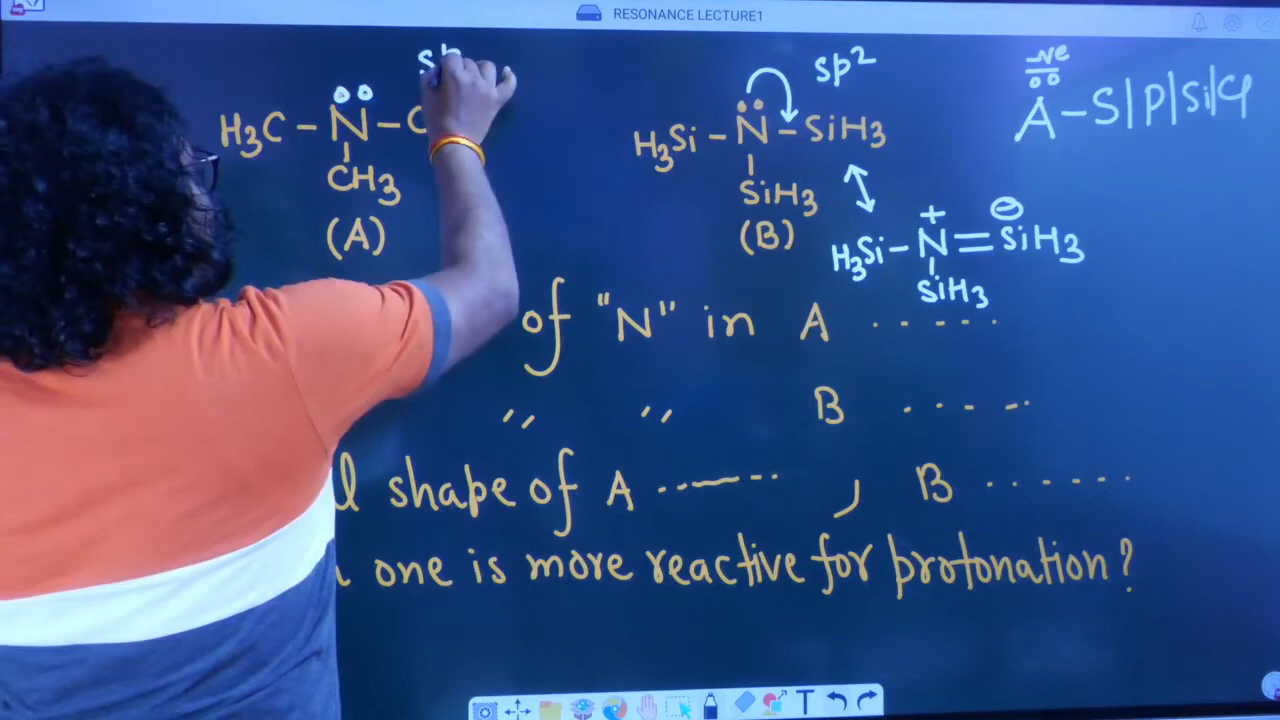 RESONANCE LECTURE1
H₃C – N –
CH₃
(A)
H₃Si – N – SiH₃
SiH₃
(B)
sp²
-ve
A – S|P|Si|Cl
+ ⊖
H₃Si – N = SiH₃
SiH₃
of "N" in A ......
" " B ......
shape of A ........ , B .......
one is more reactive for protonation?
T